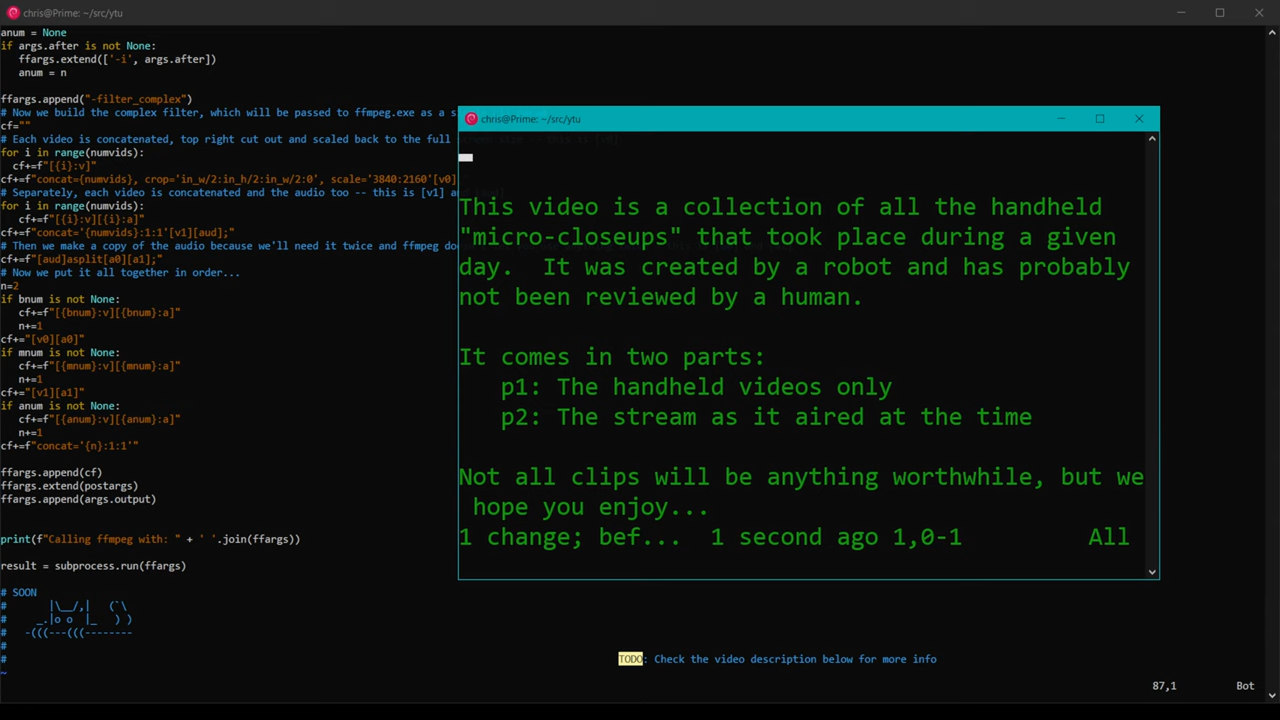 chris@Prime: ~/src/ytu
anum = None
if args.after is not None:
   ffargs.extend(['-i', args.after])
   anum = n
ffargs.append("-filter_complex")
# Now we build the complex filter, which will be passed to ffmpeg.exe as a s
cf=""
# Each video is concatenated, top right cut out and scaled back to the full
for i in range(numvids):
  cf+=f"[{i}:v]"
cf+=f"concat={numvids}, crop='in_w/2:in_h/2:in_w/2:0', scale='3840:2160'[v0]
# Separately, each video is concatenated and the audio too -- this is [v1] a
for i in range(numvids):
   cf+=f"[{i}:v][{i}:a]"
cf+=f"concat='{numvids}:1:1'[v1][aud];"
# Then we make a copy of the audio because we'll need it twice and ffmpeg do
cf+=f"[aud]asplit[a0][a1];"
# Now we put it all together in order...
n=2
if bnum is not None:
   cf+=f"[{bnum}:v][{bnum}:a]"
   n+=1
cf+="[v0][a0]"
if mnum is not None:
   cf+=f"[{mnum}:v][{mnum}:a]"
   n+=1
cf+="[v1][a1]"
if anum is not None:
   cf+=f"[{anum}:v][{anum}:a]"
   n+=1
cf+=f"concat='{n}:1:1'"
ffargs.append(cf)
ffargs.extend(postargs)
ffargs.append(args.output)
print(f"Calling ffmpeg with: " + ' '.join(ffargs))
result = subprocess.run(ffargs)
# SOON
#      |\__/,|   (`\
#    _.|o o  |_   ) )
#  -(((---(((--------
#
#
~
chris@Prime: ~/src/ytu
This video is a collection of all the handheld
"micro-closeups" that took place during a given
day.  It was created by a robot and has probably
not been reviewed by a human.
It comes in two parts:
   p1: The handheld videos only
   p2: The stream as it aired at the time
Not all clips will be anything worthwhile, but we
 hope you enjoy...
1 change; bef...  1 second ago 1,0-1         All
TODO: Check the video description below for more info
87,1          Bot